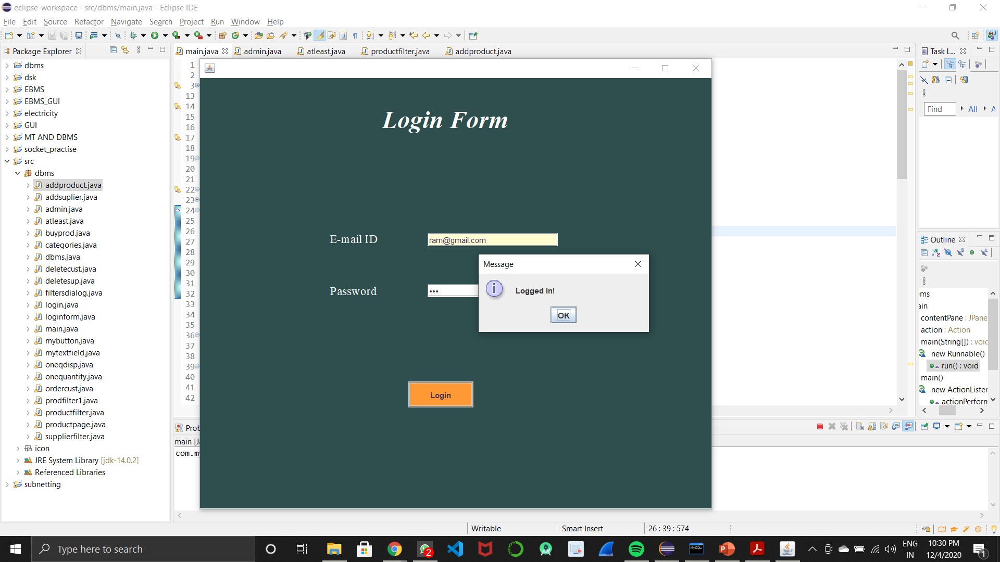 eclipse-workspace - src/dbms/main.java - Eclipse IDE
File Edit Source Refactor Navigate Search Project Run Window Help
Package Explorer
main.java
admin.java
atleast.java
productfilter.java
addproduct.java
Task L...
dbms
dsk
EBMS
EBMS_GUI
electricity
GUI
MT AND DBMS
socket_practise
src
dbms
addproduct.java
addsuplier.java
admin.java
atleast.java
buyprod.java
categories.java
dbms.java
deletecust.java
deletesup.java
filtersdialog.java
login.java
loginform.java
main.java
mybutton.java
mytextfield.java
oneqdisp.java
onequantity.java
ordercust.java
prodfilter1.java
productfilter.java
productpage.java
supplierfilter.java
icon
JRE System Library [jdk-14.0.2]
Referenced Libraries
subnetting
1
2
3
13
14
15
16
17
18
19
20
21
22
23
24
25
26
27
28
29
30
31
32
33
34
35
36
37
38
39
40
41
42
Login Form
E-mail ID
ram@gmail.com
Password
•••
Message
Logged In!
OK
Login
Find
All
A
Outline
ms
ain
contentPane : JPane
action : Action
main(String[]) : voic
new Runnable()
run() : void
main()
new ActionLister
actionPerforn
Prob
main [Ja
com.my
Writable
Smart Insert
26 : 39 : 574
Type here to search
2
MySQL
ENG
IN
10:30 PM
12/4/2020
1